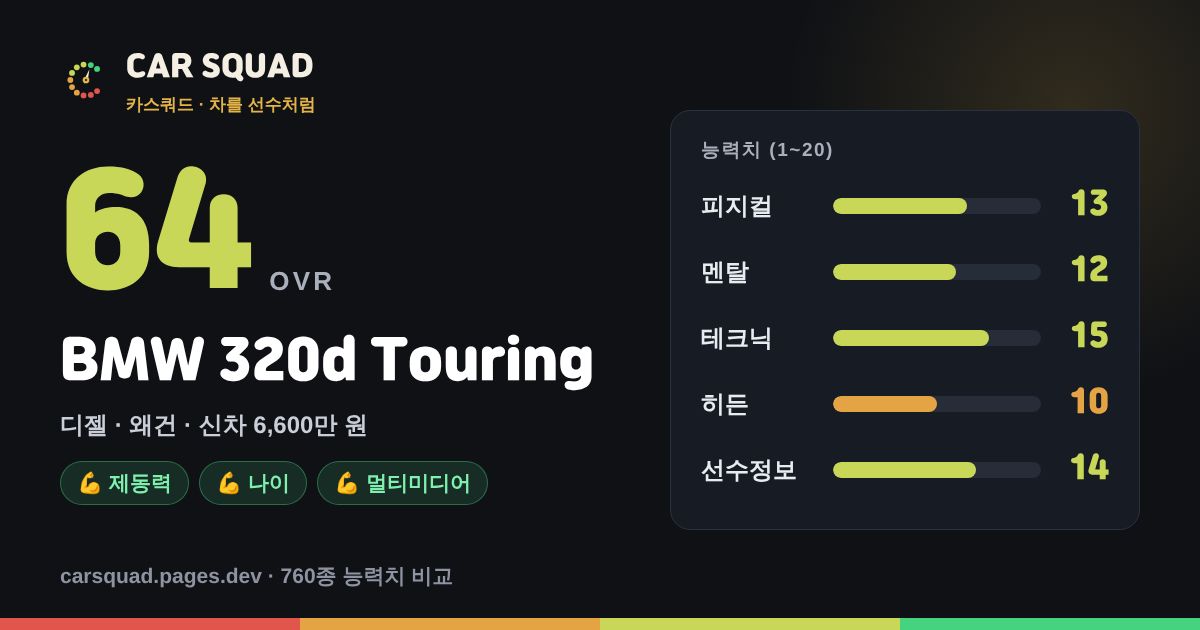 CAR SQUAD
카스쿼드 · 차를 선수처럼
64 OVR
BMW 320d Touring
디젤 · 왜건 · 신차 6,600만 원
💪 제동력 💪 나이 💪 멀티미디어
carsquad.pages.dev · 760종 능력치 비교
능력치 (1~20)
피지컬 13
멘탈 12
테크닉 15
히든 10
선수정보 14